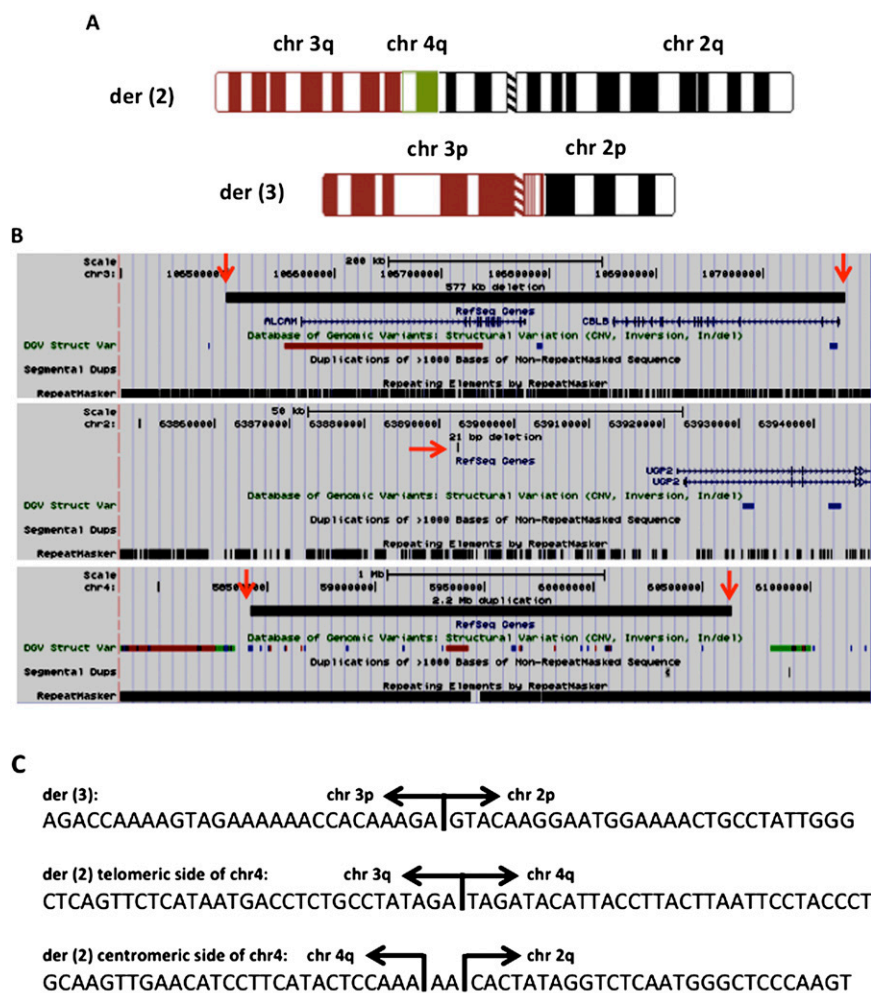 A
chr 3q chr 4q chr 2q
der (2)
chr 3p chr 2p
der (3)
B
Scale 200 kb
chr3: 106500000 106600000 106700000 106800000 106900000 107000000
577 Kb deletion
RefSeq Genes
ALCAM CBLB
Database of Genomic Variants: Structural Variation (CNV, Inversion, In/del)
DGV Struct Var
Duplications of >1000 Bases of Non-RepeatMasked Sequence
Segmental Dups
Repeating Elements by RepeatMasker
RepeatMasker
Scale 50 kb
chr2: 63860000 63870000 63880000 63890000 63900000 63910000 63920000 63930000 63940000
21 bp deletion
RefSeq Genes
UGP2
UGP2
Database of Genomic Variants: Structural Variation (CNV, Inversion, In/del)
DGV Struct Var
Duplications of >1000 Bases of Non-RepeatMasked Sequence
Segmental Dups
Repeating Elements by RepeatMasker
RepeatMasker
Scale 1 Mb
chr4: 58500000 59000000 59500000 60000000 60500000 61000000
2.2 Mb duplication
RefSeq Genes
Database of Genomic Variants: Structural Variation (CNV, Inversion, In/del)
DGV Struct Var
Duplications of >1000 Bases of Non-RepeatMasked Sequence
Segmental Dups
Repeating Elements by RepeatMasker
RepeatMasker
C
der (3): chr 3p chr 2p
AGACCAAAAGTAGAAAAAACCACAAAGA GTACAAGGAATGGAAAACTGCCTATTGGG
der (2) telomeric side of chr4: chr 3q chr 4q
CTCAGTTCTCATAATGACCTCTGCCTATAGA TAGATACATTACCTTACTTAATTCCTACCCT
der (2) centromeric side of chr4: chr 4q chr 2q
GCAAGTTGAACATCCTTCATACTCCAAA AA CACTATAGGTCTCAATGGGCTCCCAAGT